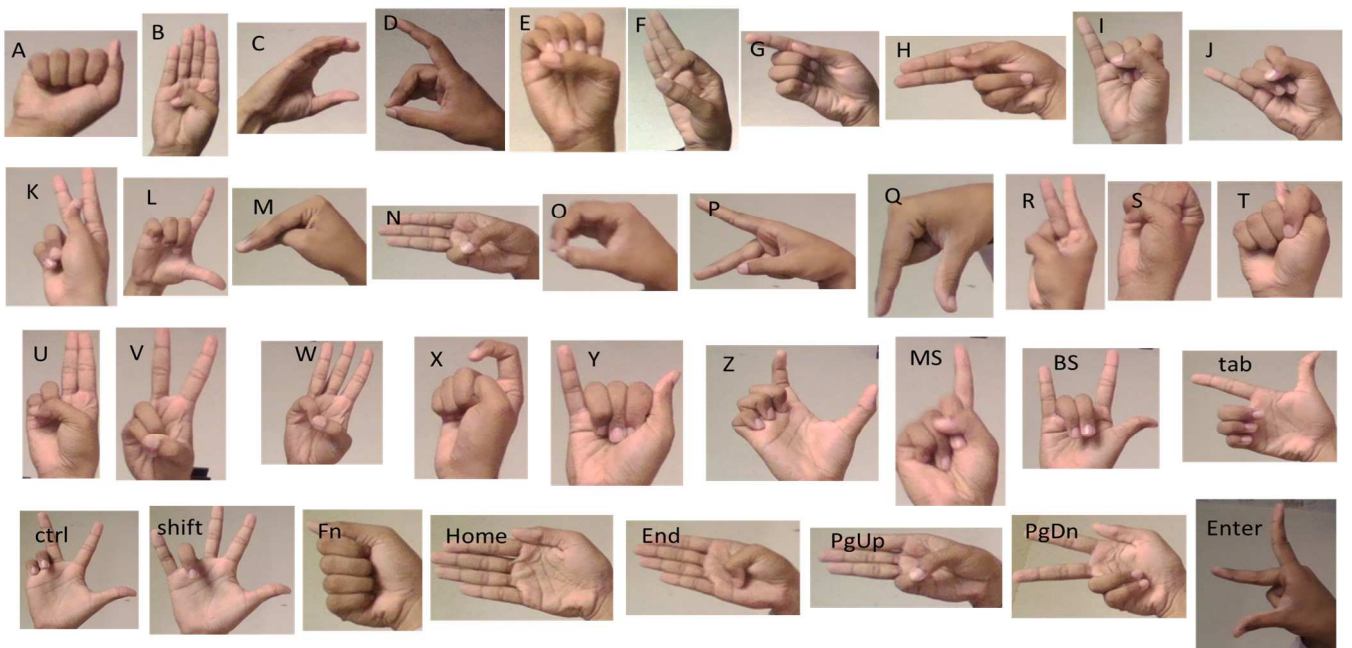 A B C D E F G H I J
K L M N O P Q R S T
U V W X Y Z MS BS tab
ctrl shift Fn Home End PgUp PgDn Enter